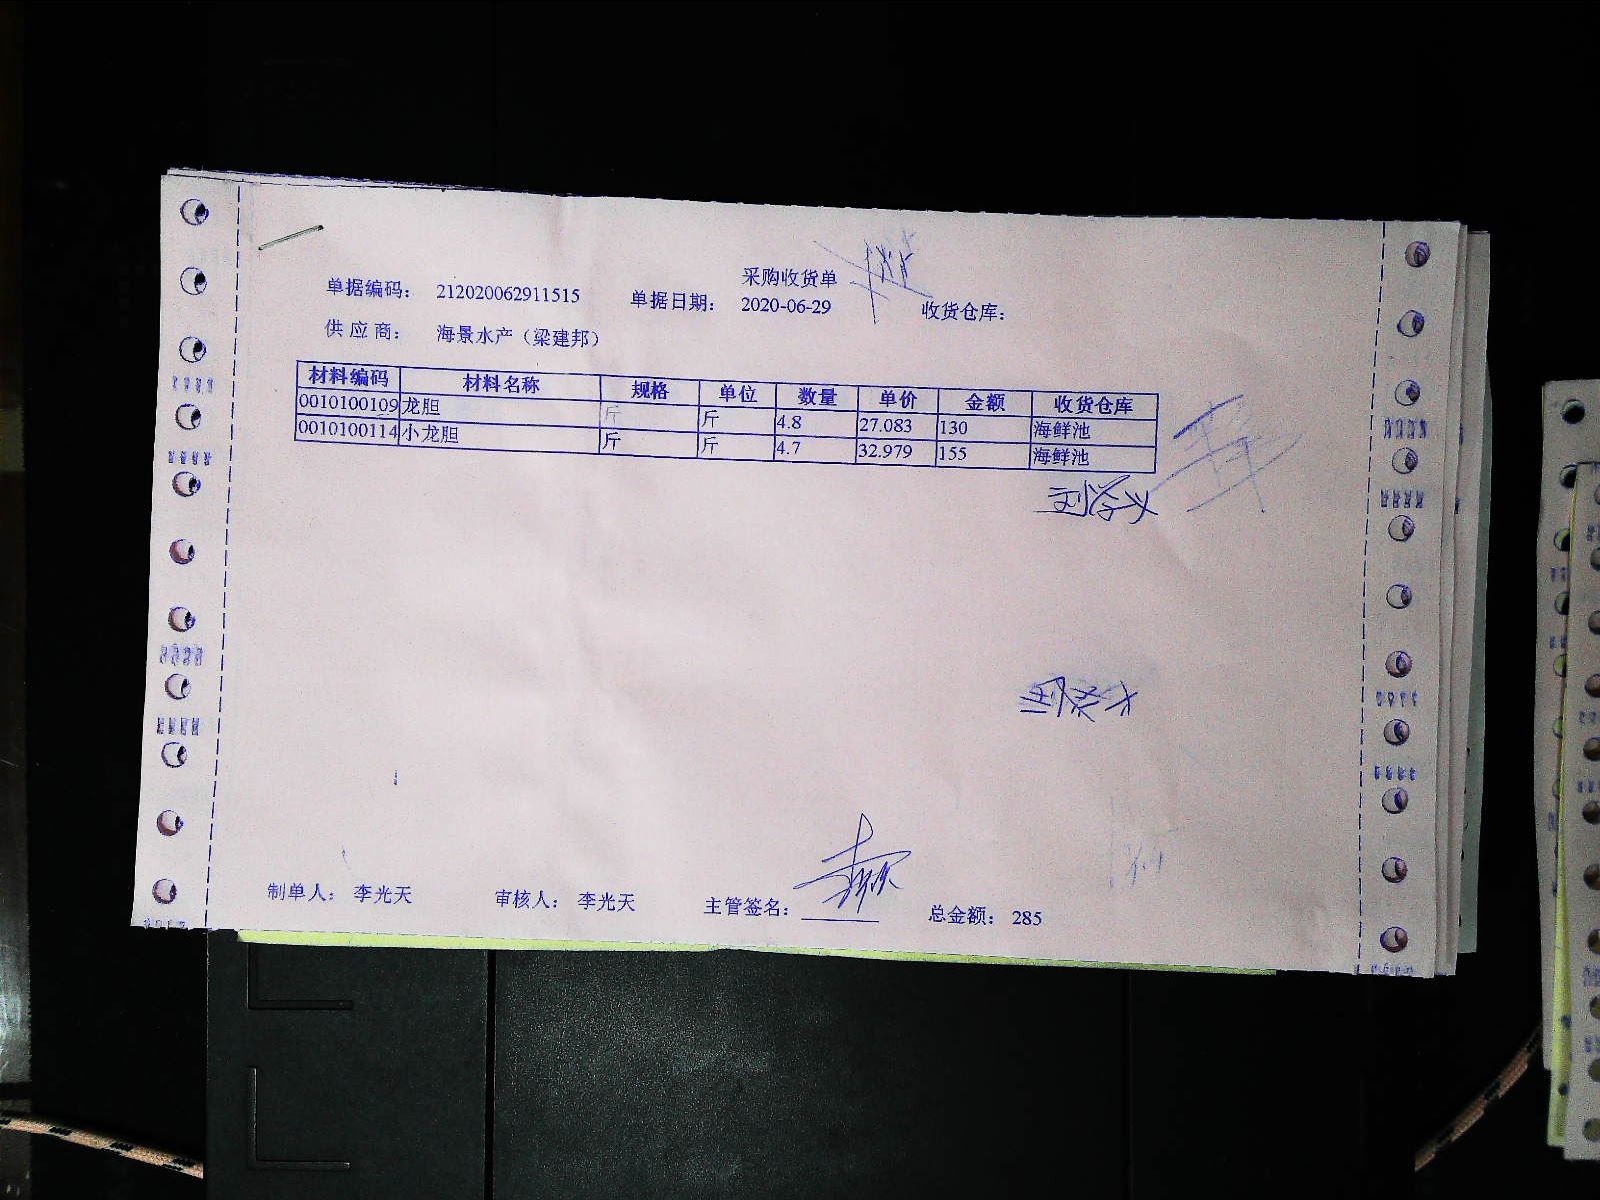 采购收货单
单据编码： 212020062911515 单据日期： 2020-06-29 收货仓库：
供应商： 海景水产（梁建邦）
材料编码 材料名称 规格 单位 数量 单价 金额 收货仓库
0010100109 龙胆 斤 斤 4.8 27.083 130 海鲜池
0010100114 小龙胆 斤 斤 4.7 32.979 155 海鲜池
制单人： 李光天 审核人： 李光天 主管签名： 总金额： 285